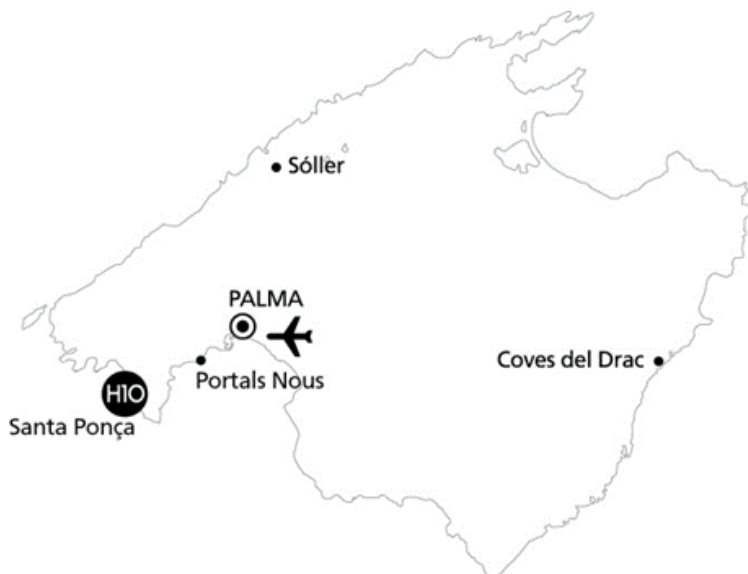 Sóller
PALMA
Coves del Drac
Portals Nous
H10
Santa Ponça